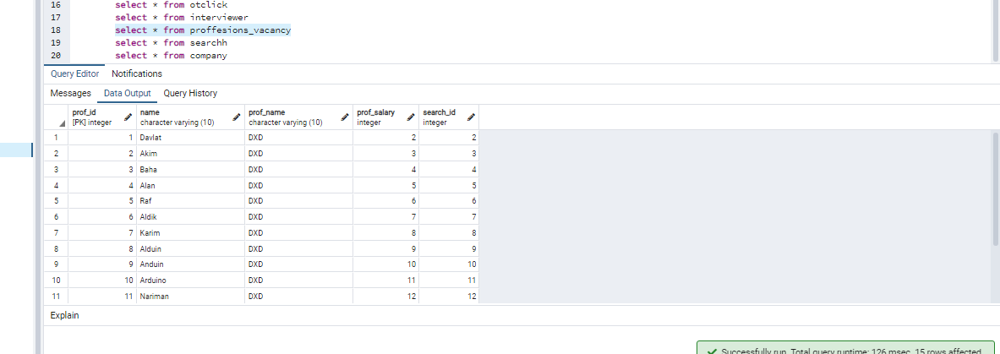 16 select * from otclick
17 select * from interviewer
18 select * from proffesions_vacancy
19 select * from searchh
20 select * from company
Query Editor Notifications
Messages Data Output Query History
prof_id name prof_name prof_salary search_id
[PK] integer character varying (10) character varying (10) integer integer
1 1 Davlat DXD 2 2
2 2 Akim DXD 3 3
3 3 Baha DXD 4 4
4 4 Alan DXD 5 5
5 5 Raf DXD 6 6
6 6 Aldik DXD 7 7
7 7 Karim DXD 8 8
8 8 Alduin DXD 9 9
9 9 Anduin DXD 10 10
10 10 Arduino DXD 11 11
11 11 Nariman DXD 12 12
Explain
Successfully run. Total query runtime: 126 msec. 15 rows affected.